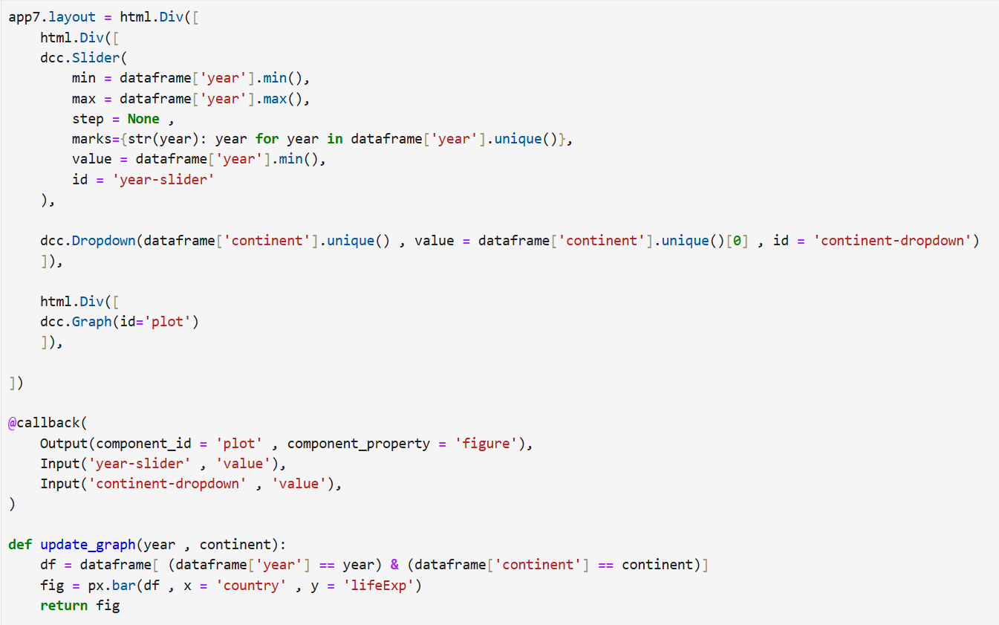 app7.layout = html.Div([
    html.Div([
    dcc.Slider(
        min = dataframe['year'].min(),
        max = dataframe['year'].max(),
        step = None ,
        marks={str(year): year for year in dataframe['year'].unique()},
        value = dataframe['year'].min(),
        id = 'year-slider'
    ),
    dcc.Dropdown(dataframe['continent'].unique() , value = dataframe['continent'].unique()[0] , id = 'continent-dropdown')
    ]),
    html.Div([
    dcc.Graph(id='plot')
    ]),
])
@callback(
    Output(component_id = 'plot' , component_property = 'figure'),
    Input('year-slider' , 'value'),
    Input('continent-dropdown' , 'value'),
)
def update_graph(year , continent):
    df = dataframe[ (dataframe['year'] == year) & (dataframe['continent'] == continent)]
    fig = px.bar(df , x = 'country' , y = 'lifeExp')
    return fig